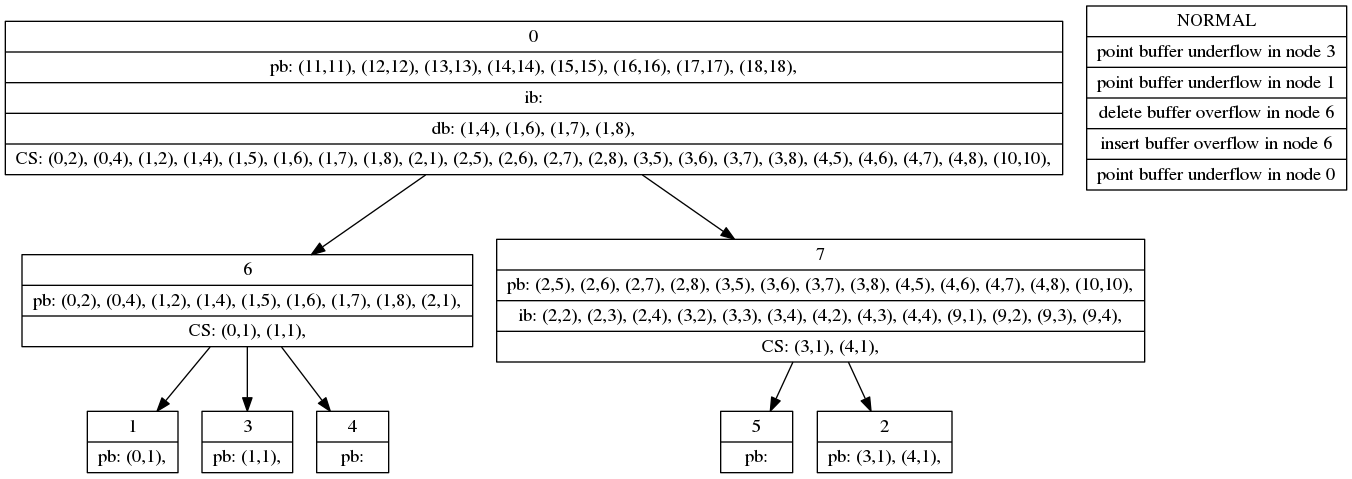 0
pb: (11,11), (12,12), (13,13), (14,14), (15,15), (16,16), (17,17), (18,18),
ib:
db: (1,4), (1,6), (1,7), (1,8),
CS: (0,2), (0,4), (1,2), (1,4), (1,5), (1,6), (1,7), (1,8), (2,1), (2,5), (2,6), (2,7), (2,8), (3,5), (3,6), (3,7), (3,8), (4,5), (4,6), (4,7), (4,8), (10,10),
NORMAL
point buffer underflow in node 3
point buffer underflow in node 1
delete buffer overflow in node 6
insert buffer overflow in node 6
point buffer underflow in node 0
6
pb: (0,2), (0,4), (1,2), (1,4), (1,5), (1,6), (1,7), (1,8), (2,1),
CS: (0,1), (1,1),
7
pb: (2,5), (2,6), (2,7), (2,8), (3,5), (3,6), (3,7), (3,8), (4,5), (4,6), (4,7), (4,8), (10,10),
ib: (2,2), (2,3), (2,4), (3,2), (3,3), (3,4), (4,2), (4,3), (4,4), (9,1), (9,2), (9,3), (9,4),
CS: (3,1), (4,1),
1
pb: (0,1),
3
pb: (1,1),
4
pb:
5
pb:
2
pb: (3,1), (4,1),